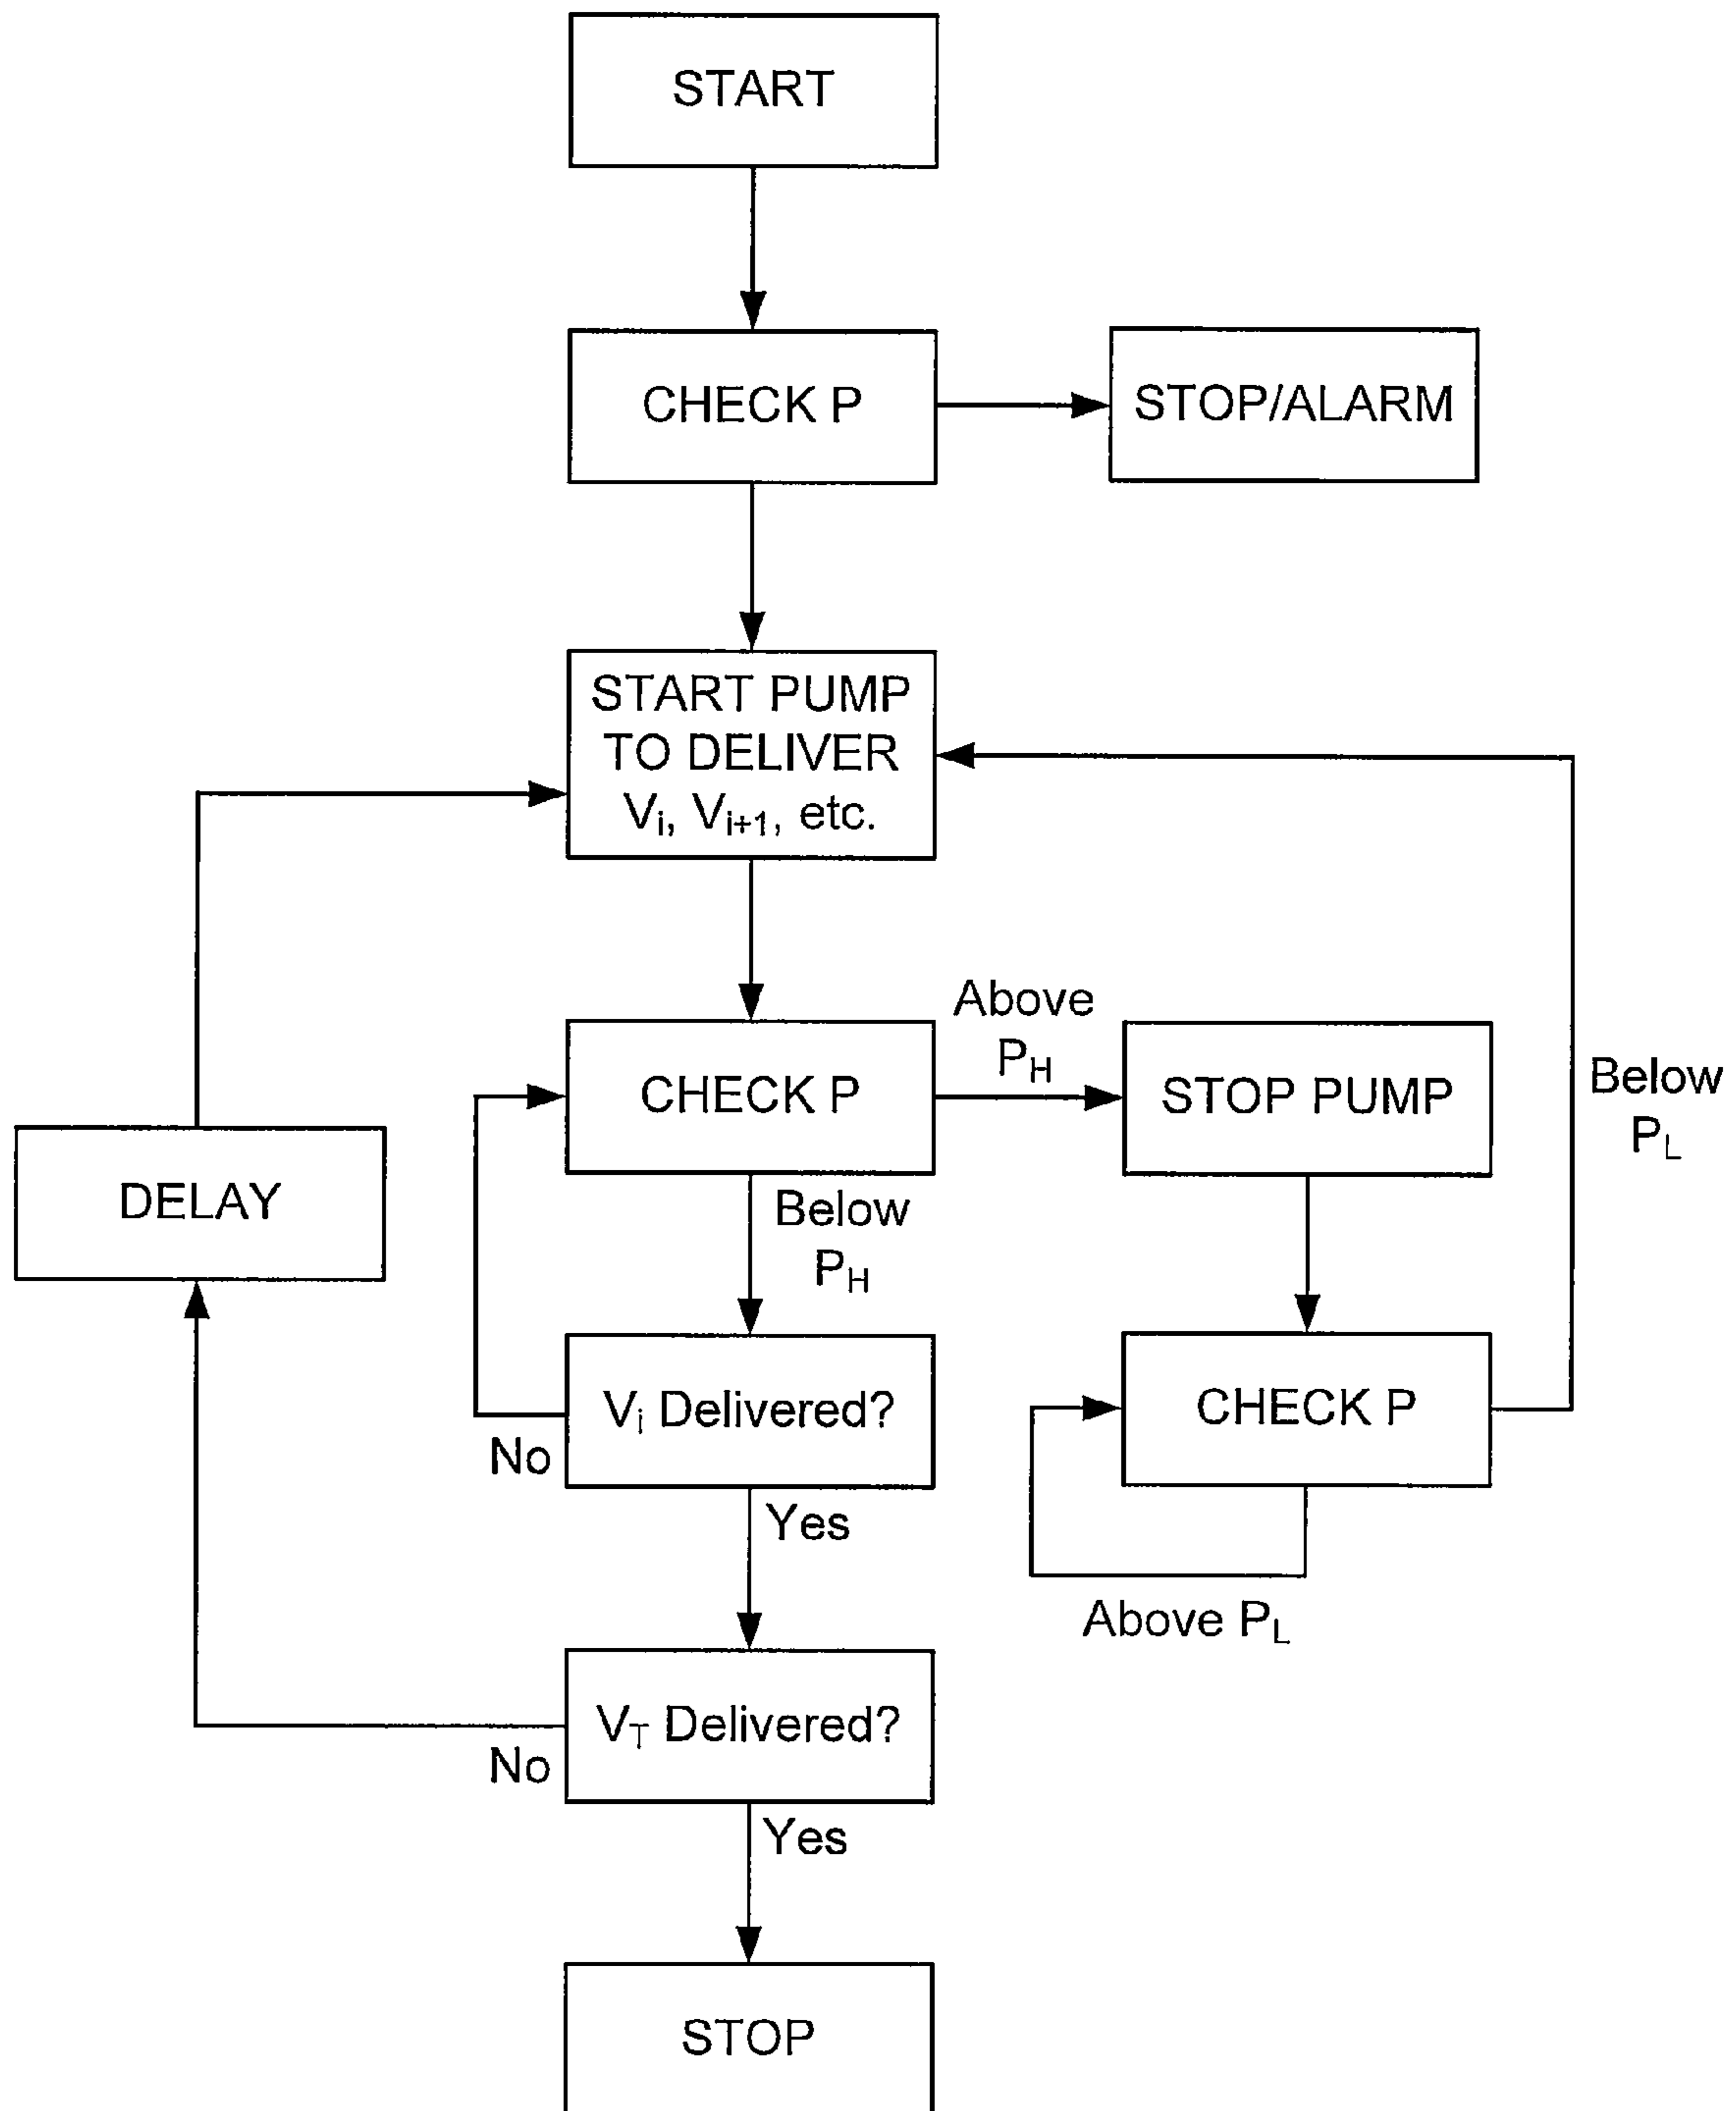 START
CHECK P
STOP/ALARM
START PUMP
TO DELIVER
Vi, Vi+1, etc.
Above
PH
CHECK P
STOP PUMP
Below
PL
DELAY
Below
PH
Vi Delivered?
No
CHECK P
Yes
Above PL
VT Delivered?
No
Yes
STOP